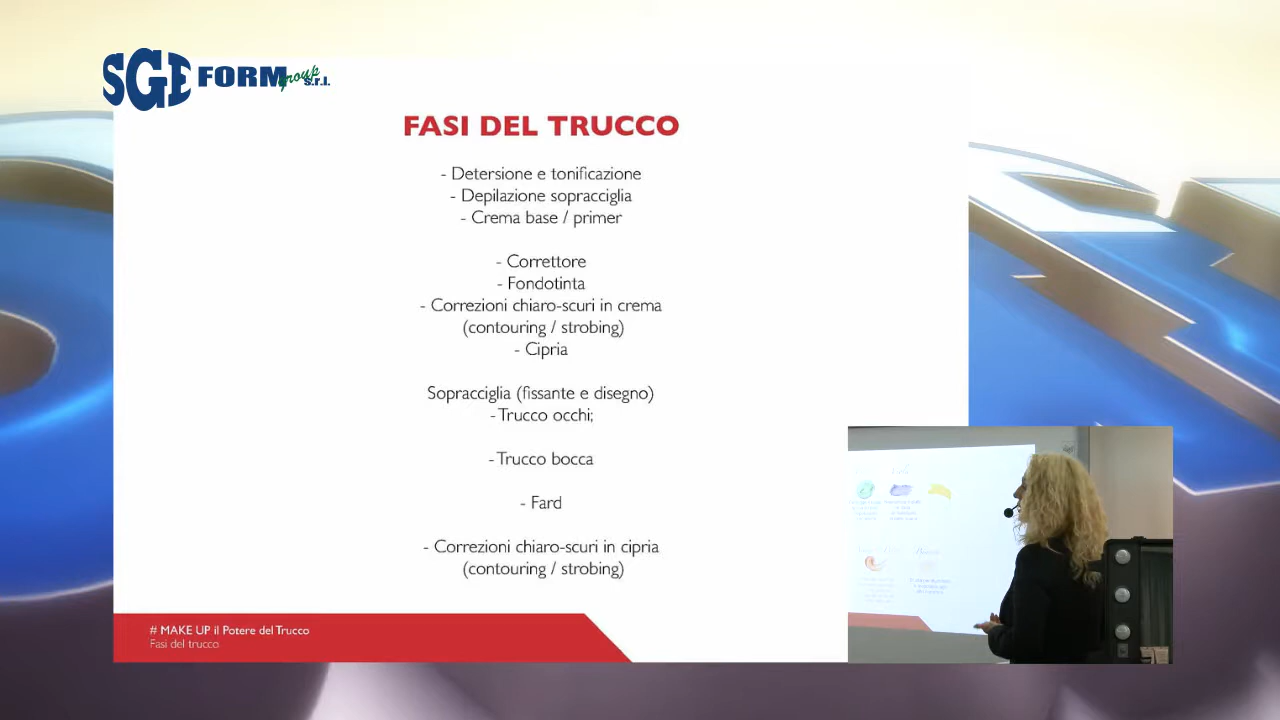 SGE FORM group s.r.l.
FASI DEL TRUCCO
- Detersione e tonificazione
- Depilazione sopracciglia
- Crema base / primer
- Correttore
- Fondotinta
- Correzioni chiaro-scuri in crema
(contouring / strobing)
- Cipria
Sopracciglia (fissante e disegno)
- Trucco occhi;
- Trucco bocca
- Fard
- Correzioni chiaro-scuri in cipria
(contouring / strobing)
# MAKE UP il Potere del Trucco
Fasi del trucco